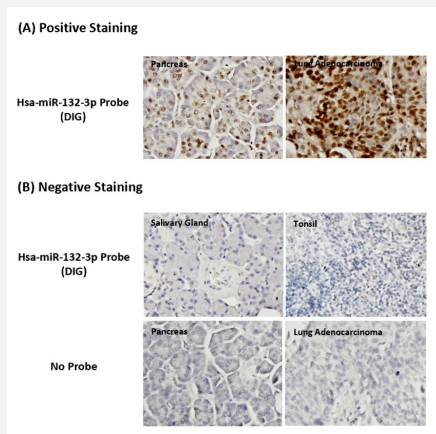 (A) Positive Staining
Pancreas
Lung Adenocarcinoma
Hsa-miR-132-3p Probe
(DIG)
(B) Negative Staining
Salivary Gland
Tonsil
Hsa-miR-132-3p Probe
(DIG)
Pancreas
Lung Adenocarcinoma
No Probe